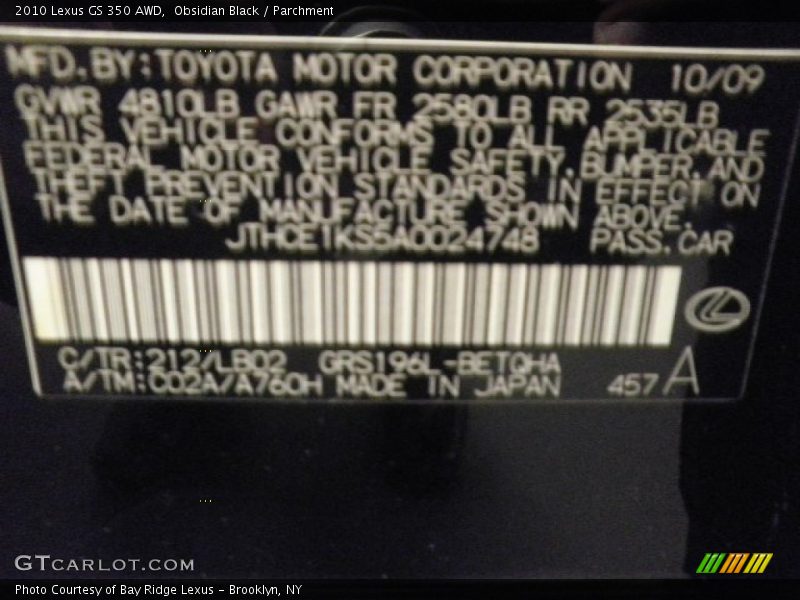 2010 Lexus GS 350 AWD,  Obsidian Black / Parchment
MFD.BY:TOYOTA MOTOR CORPORATION 10/09
GVWR 4810LB GAWR FR 2580LB RR 2535LB
THIS VEHICLE CONFORMS TO ALL APPLICABLE
FEDERAL MOTOR VEHICLE SAFETY,BUMPER,AND
THEFT PREVENTION STANDARDS IN EFFECT ON
THE DATE OF MANUFACTURE SHOWN ABOVE.
JTHCE1KS5A0024748 PASS.CAR
C/TR:212/LB02 GRS196L-BETQHA
A/TM:C02A/A760H MADE IN JAPAN 457 A
GTCARLOT.COM
Photo Courtesy of Bay Ridge Lexus – Brooklyn, NY